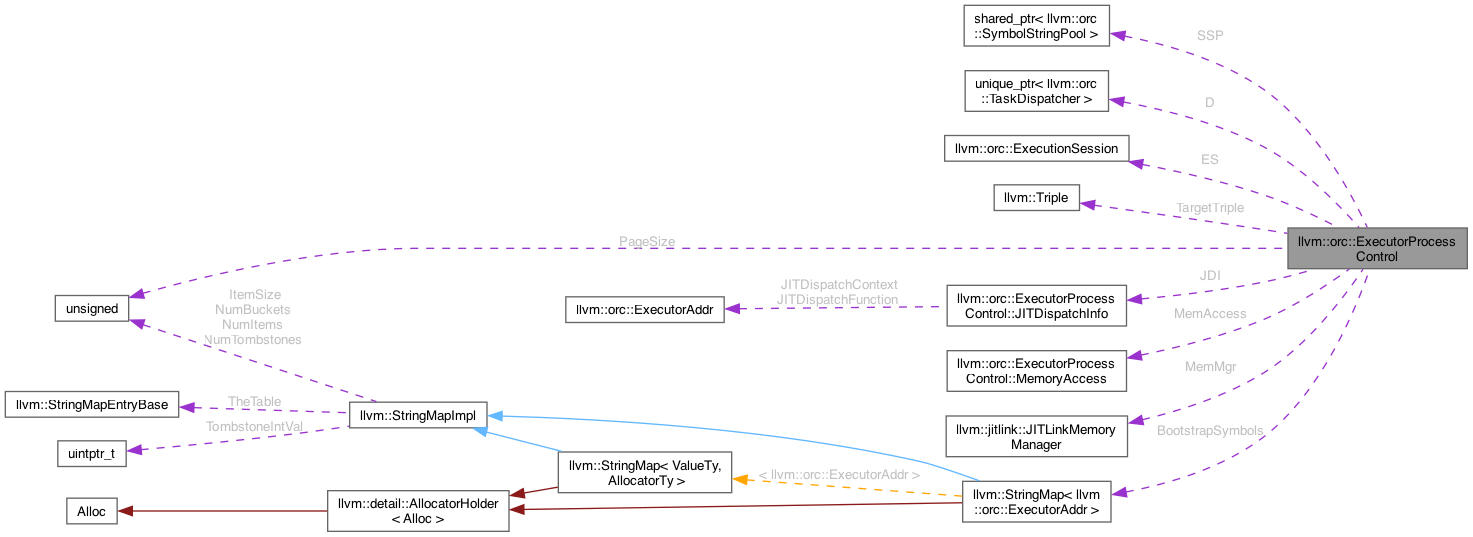 shared_ptr< llvm::orc
::SymbolStringPool >
SSP
unique_ptr< llvm::orc
::TaskDispatcher >
D
llvm::orc::ExecutionSession
ES
llvm::Triple
TargetTriple
PageSize
llvm::orc::ExecutorProcess
Control
JDI
unsigned
ItemSize
NumBuckets
NumItems
NumTombstones
llvm::orc::ExecutorAddr
JITDispatchContext
JITDispatchFunction
llvm::orc::ExecutorProcess
Control::JITDispatchInfo
MemAccess
llvm::orc::ExecutorProcess
Control::MemoryAccess
MemMgr
llvm::StringMapEntryBase
TheTable
llvm::StringMapImpl
TombstoneIntVal
uintptr_t
llvm::jitlink::JITLinkMemory
Manager
BootstrapSymbols
llvm::StringMap< ValueTy,
AllocatorTy >
< llvm::orc::ExecutorAddr >
llvm::StringMap< llvm
::orc::ExecutorAddr >
Alloc
llvm::detail::AllocatorHolder
< Alloc >